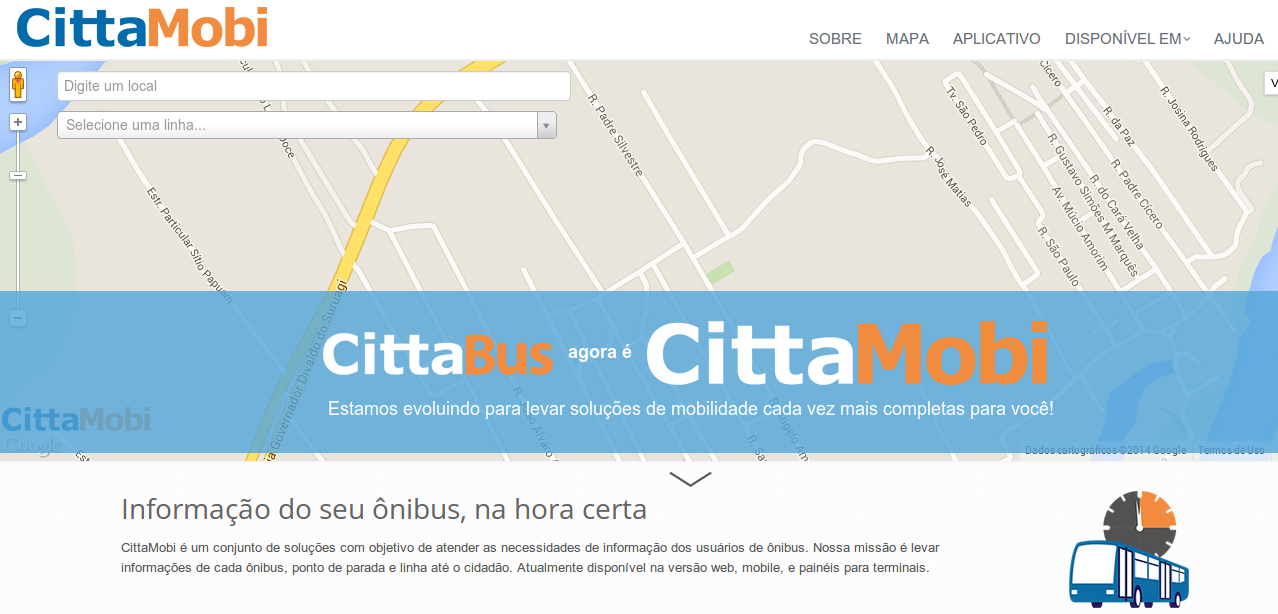 CittaMobi
SOBRE MAPA APLICATIVO DISPONÍVEL EM AJUDA
Digite um local
Selecione uma linha...
R. Padre Silvestre
Estr. Particular Sítio Papuam
R. José Matias
Tv. São Pedro
Cícero
R. da Paz
R. Josina Rodrigues
R. Gustavo Simões M Marquês
R. Padre Cícero
R. do Cará Velha
Av. Múcio Amorim
R. São Paulo
ia Governador Divaldo do Suruagi
CittaBus agora é CittaMobi
Estamos evoluindo para levar soluções de mobilidade cada vez mais completas para você!
CittaMobi
Google
Dados cartográficos ©2014 Google
Termos de Uso
Informação do seu ônibus, na hora certa
CittaMobi é um conjunto de soluções com objetivo de atender as necessidades de informação dos usuários de ônibus. Nossa missão é levar
informações de cada ônibus, ponto de parada e linha até o cidadão. Atualmente disponível na versão web, mobile, e painéis para terminais.